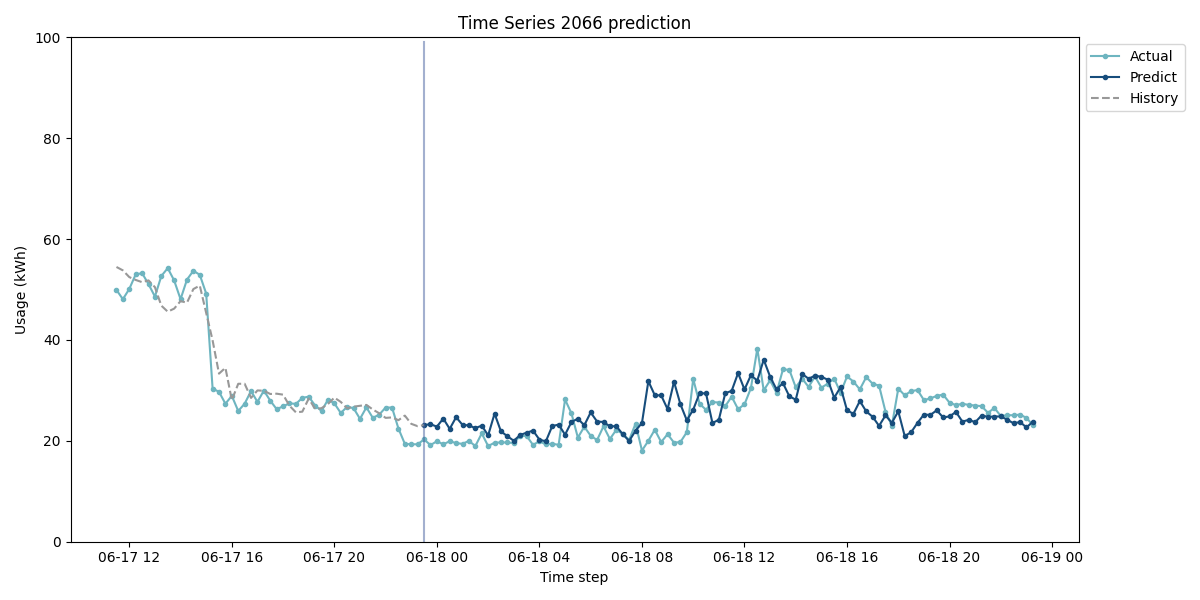 Time Series 2066 prediction
100
80
60
40
20
0
Usage (kWh)
06-17 12 06-17 16 06-17 20 06-18 00 06-18 04 06-18 08 06-18 12 06-18 16 06-18 20 06-19 00
Time step
Actual
Predict
History